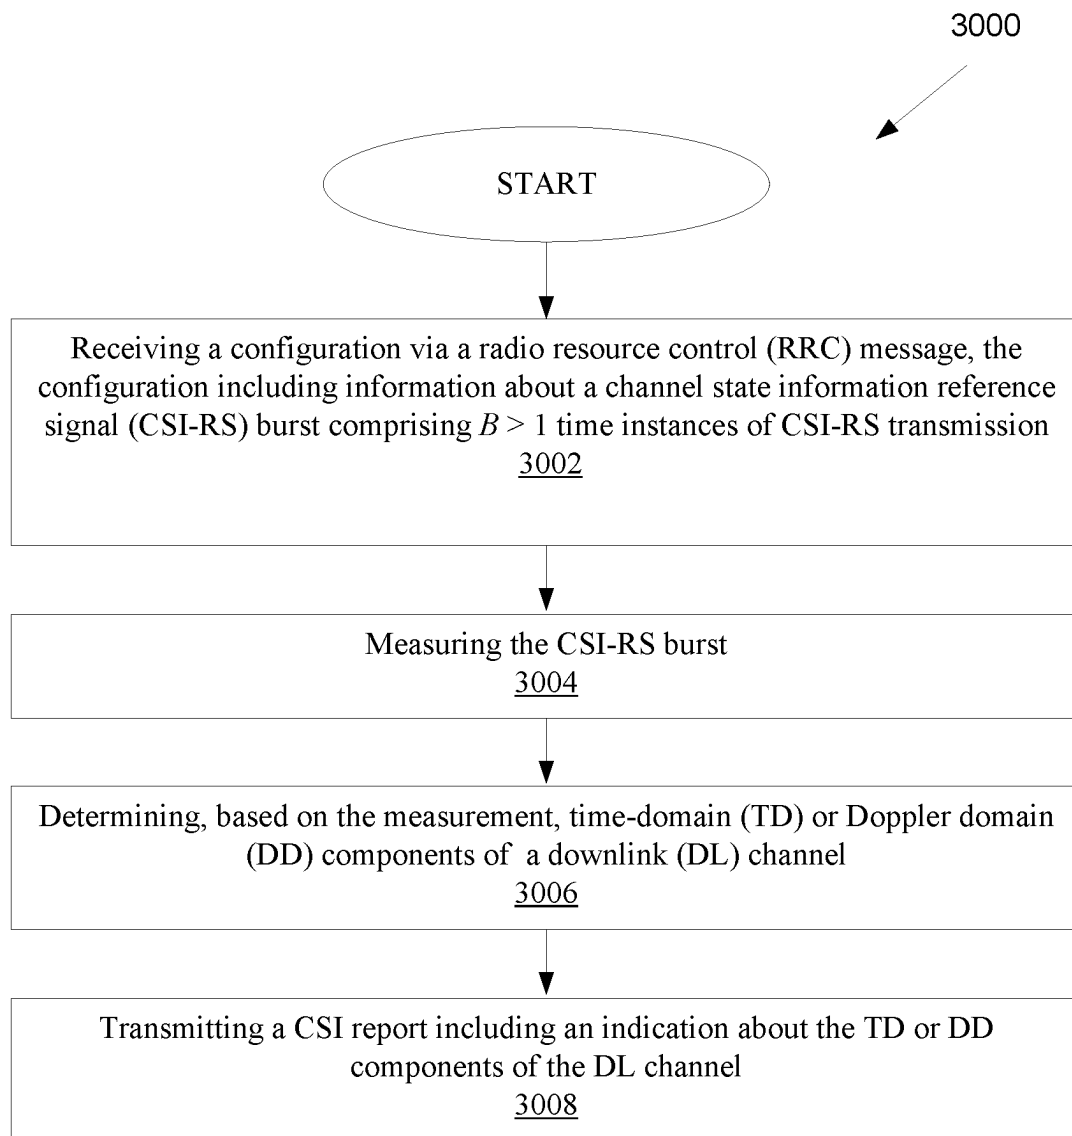 3000
START
Receiving a configuration via a radio resource control (RRC) message, the
configuration including information about a channel state information reference
signal (CSI-RS) burst comprising B > 1 time instances of CSI-RS transmission
3002
Measuring the CSI-RS burst
3004
Determining, based on the measurement, time-domain (TD) or Doppler domain
(DD) components of a downlink (DL) channel
3006
Transmitting a CSI report including an indication about the TD or DD
components of the DL channel
3008